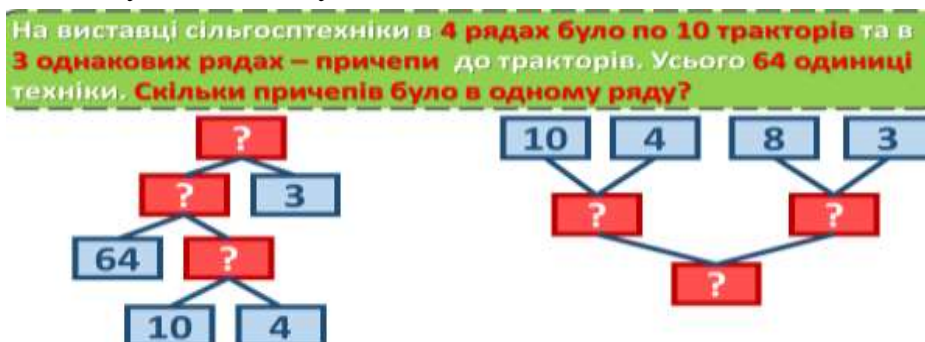 На виставці сільгосптехніки в 4 рядах було по 10 тракторів та в
3 однакових рядах – причепи до тракторів. Усього 64 одиниці
техніки. Скільки причепів було в одному ряду?
? 10 4 8 3
? 3 ? ?
64 ? ?
10 4